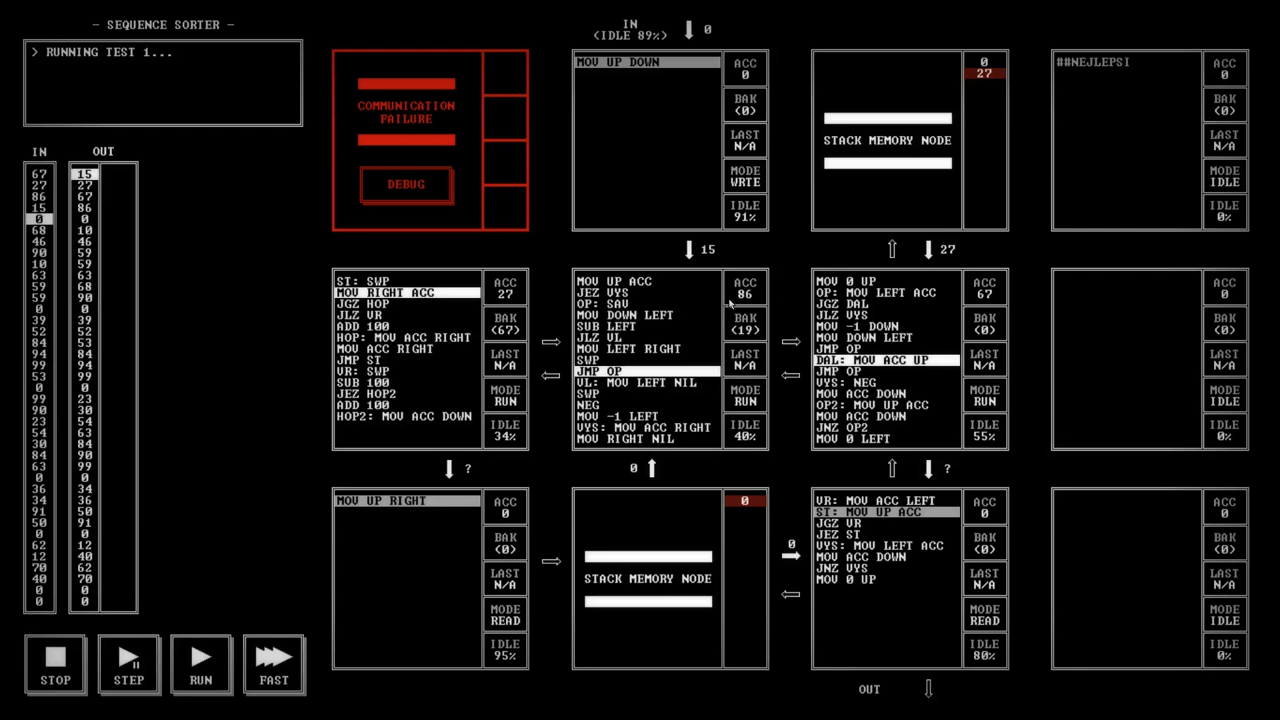 - SEQUENCE SORTER -
> RUNNING TEST 1...
IN OUT
67 15
27 27
86 67
15 86
0 0
68 10
46 46
90 59
10 59
63 63
59 68
59 90
0 0
39 39
52 52
84 53
54 54
94 84
99 94
53 99
0 0
99 23
90 30
23 54
54 63
30 84
84 90
63 99
0 0
36 34
34 36
91 50
50 91
0 0
62 12
12 40
70 62
40 70
0 0
0 0
STOP
STEP
RUN
FAST
COMMUNICATION
FAILURE
DEBUG
IN
(IDLE 89%)
0
MOV UP DOWN
ACC
0
BAK
(0)
LAST
N/A
MODE
WRTE
IDLE
91%
0
27
STACK MEMORY NODE
##NEJLEPSI
ACC
0
BAK
(0)
LAST
N/A
MODE
IDLE
IDLE
0%
15
27
ST: SWP
MOV RIGHT ACC
JGZ HOP
JLZ VR
ADD 100
HOP: MOV ACC RIGHT
MOV ACC RIGHT
JMP ST
VR: SWP
SUB 100
JEZ HOP2
ADD 100
HOP2: MOV ACC DOWN
ACC
27
BAK
(67)
LAST
N/A
MODE
RUN
IDLE
34%
MOV UP ACC
JEZ VYS
OP: SAV
MOV DOWN LEFT
SUB LEFT
JLZ VL
MOV LEFT RIGHT
SWP
JMP OP
VL: MOV LEFT NIL
SWP
NEG
MOV -1 LEFT
VYS: MOV ACC RIGHT
MOV RIGHT NIL
ACC
86
BAK
(19)
LAST
N/A
MODE
RUN
IDLE
40%
MOV 0 UP
OP: MOV LEFT ACC
JGZ DAL
JLZ VYS
MOV -1 DOWN
MOV DOWN LEFT
JMP OP
DAL: MOV ACC UP
JMP OP
VYS: NEG
MOV ACC DOWN
OP2: MOV UP ACC
MOV ACC DOWN
JNZ OP2
MOV 0 LEFT
ACC
67
BAK
(0)
LAST
N/A
MODE
RUN
IDLE
55%
ACC
0
BAK
(0)
LAST
N/A
MODE
IDLE
IDLE
0%
?
0
?
MOV UP RIGHT
ACC
0
BAK
(0)
LAST
N/A
MODE
READ
IDLE
95%
0
STACK MEMORY NODE
0
VR: MOV ACC LEFT
ST: MOV UP ACC
JGZ VR
JEZ ST
VYS: MOV LEFT ACC
MOV ACC DOWN
JNZ VYS
MOV 0 UP
ACC
0
BAK
(0)
LAST
N/A
MODE
READ
IDLE
80%
ACC
0
BAK
(0)
LAST
N/A
MODE
IDLE
IDLE
0%
OUT